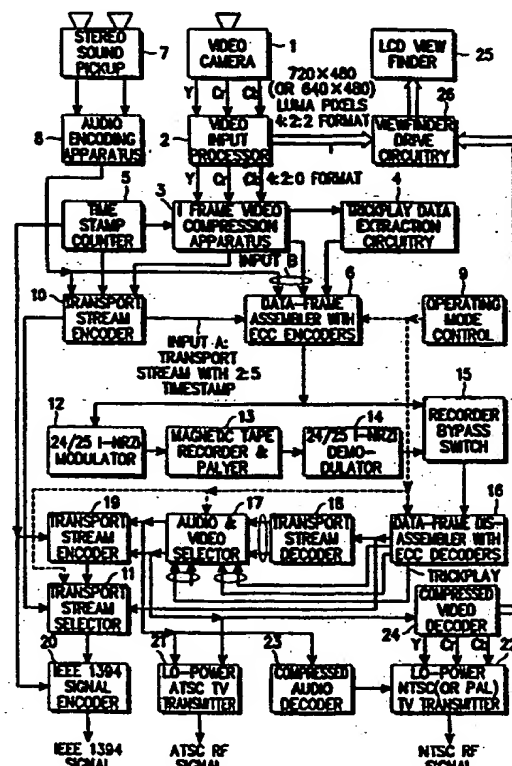 STEREO
SOUND
PICKUP
7
VIDEO
CAMERA
1
LCD VIEW
FINDER
25
Y
Cr
Cb
720×480
(OR 640×480)
LUMA PIXELS
4:2:2 FORMAT
26
8
AUDIO
ENCODING
APPARATUS
2
VIDEO
INPUT
PROCESSOR
VIEWFINDER
DRIVE
CIRCUITRY
Y
Cr
Cb
4:2:0 FORMAT
5
TIME
STAMP
COUNTER
3
I FRAME VIDEO
COMPRESSION
APPARATUS
4
TRICKPLAY DATA
EXTRACTION
CIRCUITRY
INPUT B
10
TRANSPORT
STREAM
ENCODER
6
DATA-FRAME
ASSEMBLER WITH
ECC ENCODERS
9
OPERATING
MODE
CONTROL
INPUT A:
TRANSPORT
STREAM WITH 2:5
TIMESTAMP
15
RECORDER
BYPASS
SWITCH
12
24/25 I-NRZI
MODULATOR
13
MAGNETIC TAPE
RECORDER &
PALYER
14
24/25 I-NRZI
DEMO-
DULATOR
19
TRANSPORT
STREAM
ENCODER
17
AUDIO &
VIDEO
SELECTOR
18
TRANSPORT
STREAM
DECODER
16
DATA-FRAME DIS-
ASSEMBLER WITH
ECC DECODERS
TRICKPLAY
11
TRANSPORT
STREAM
SELECTOR
COMPRESSED
VIDEO
DECODER
24
Y
Cr
Cb
22
20
IEEE 1394
SIGNAL
ENCODER
21
LO-POWER
ATSC TV
TRANSMITTER
23
COMPRESSED
AUDIO
DECODER
LO-POWER
NTSC(OR PAL)
TV TRANSMITTER
IEEE 1394
SIGNAL
ATSC RF
SIGNAL
NTSC RF
SIGNAL